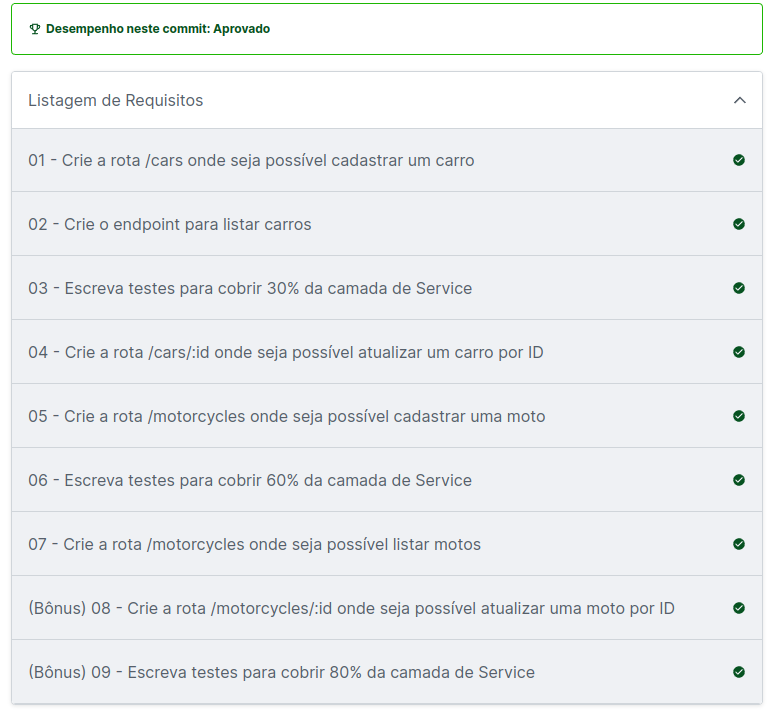 Desempenho neste commit: Aprovado
Listagem de Requisitos
01 - Crie a rota /cars onde seja possível cadastrar um carro
02 - Crie o endpoint para listar carros
03 - Escreva testes para cobrir 30% da camada de Service
04 - Crie a rota /cars/:id onde seja possível atualizar um carro por ID
05 - Crie a rota /motorcycles onde seja possível cadastrar uma moto
06 - Escreva testes para cobrir 60% da camada de Service
07 - Crie a rota /motorcycles onde seja possível listar motos
(Bônus) 08 - Crie a rota /motorcycles/:id onde seja possível atualizar uma moto por ID
(Bônus) 09 - Escreva testes para cobrir 80% da camada de Service